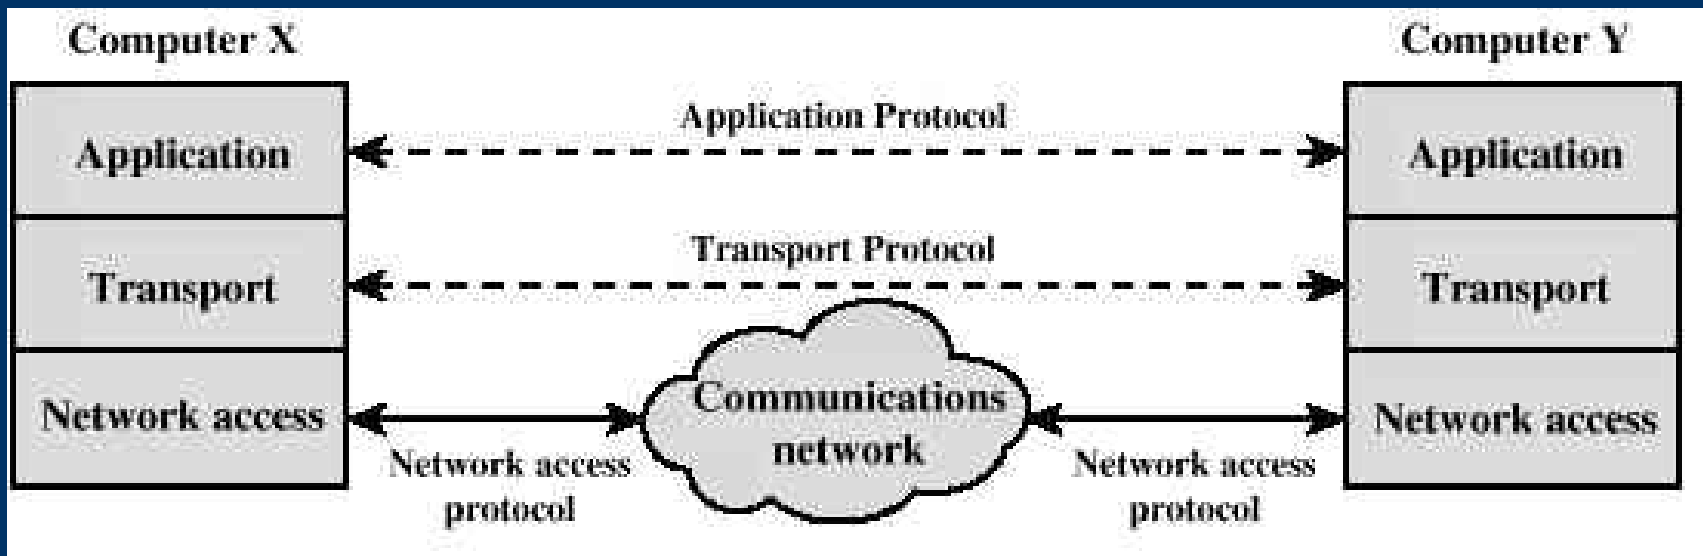 Computer X
Computer Y
Application
Application Protocol
Application
Transport
Transport Protocol
Transport
Network access
Network access
protocol
Communications
network
Network access
protocol
Network access